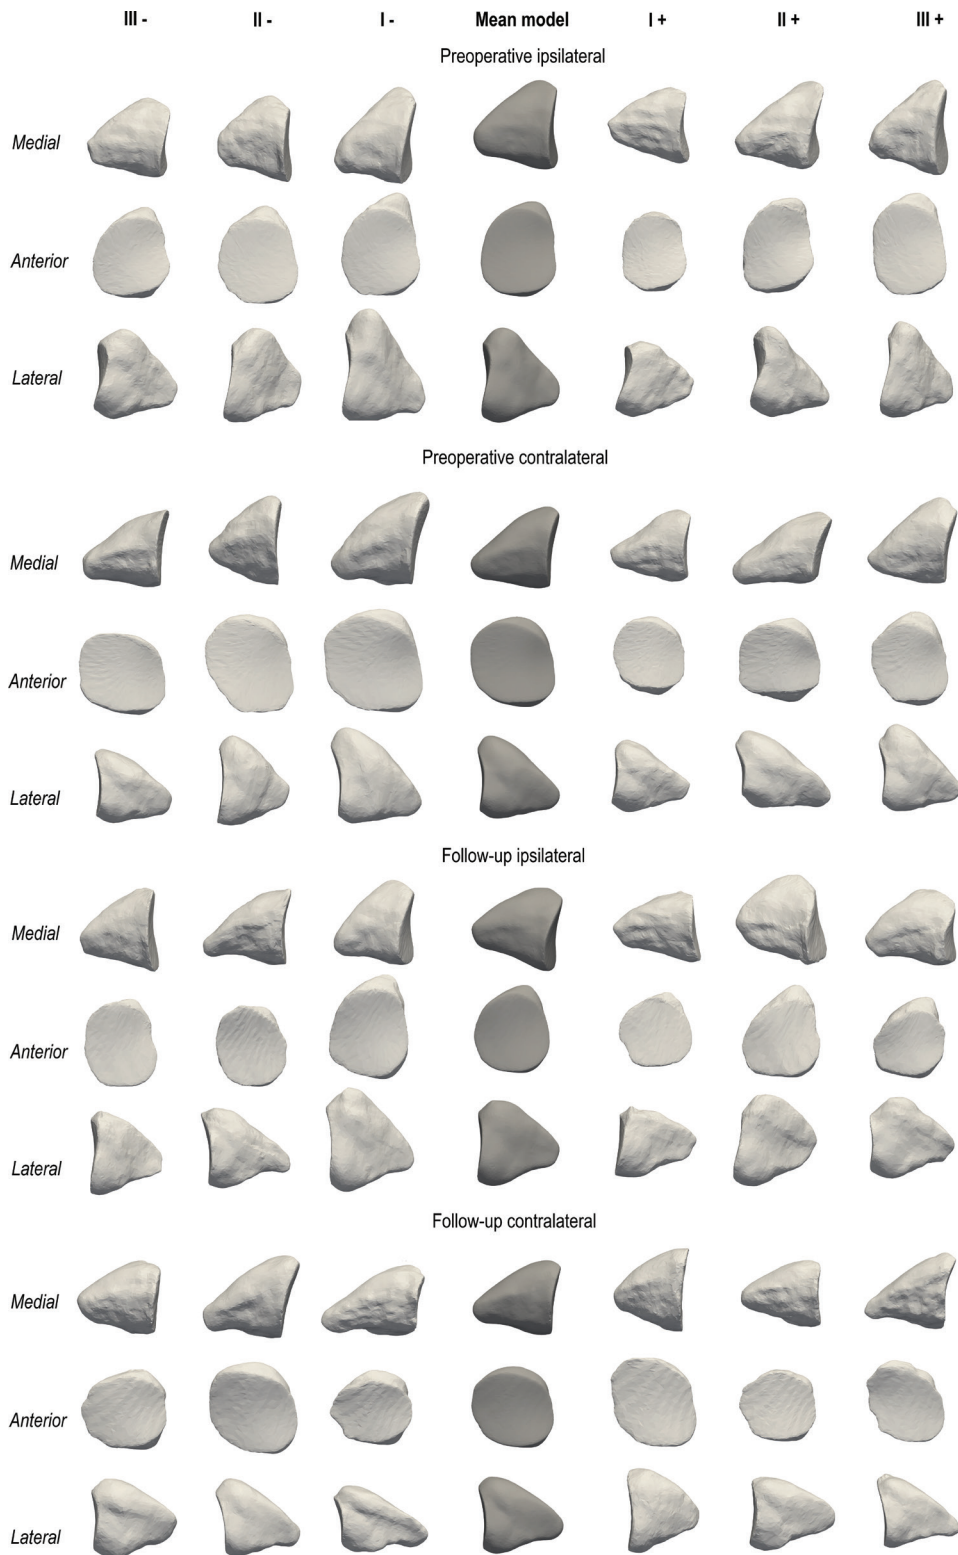 III - II - I - Mean model I + II + III +
Preoperative ipsilateral
Medial
Anterior
Lateral
Preoperative contralateral
Medial
Anterior
Lateral
Follow-up ipsilateral
Medial
Anterior
Lateral
Follow-up contralateral
Medial
Anterior
Lateral